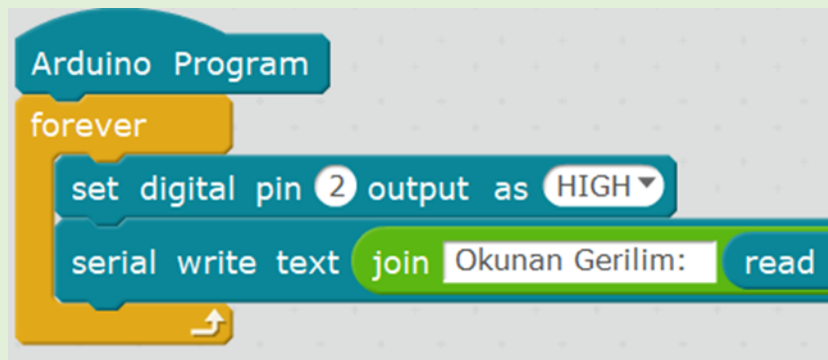 Arduino Program
forever
set digital pin 2 output as HIGH
serial write text join Okunan Gerilim: read